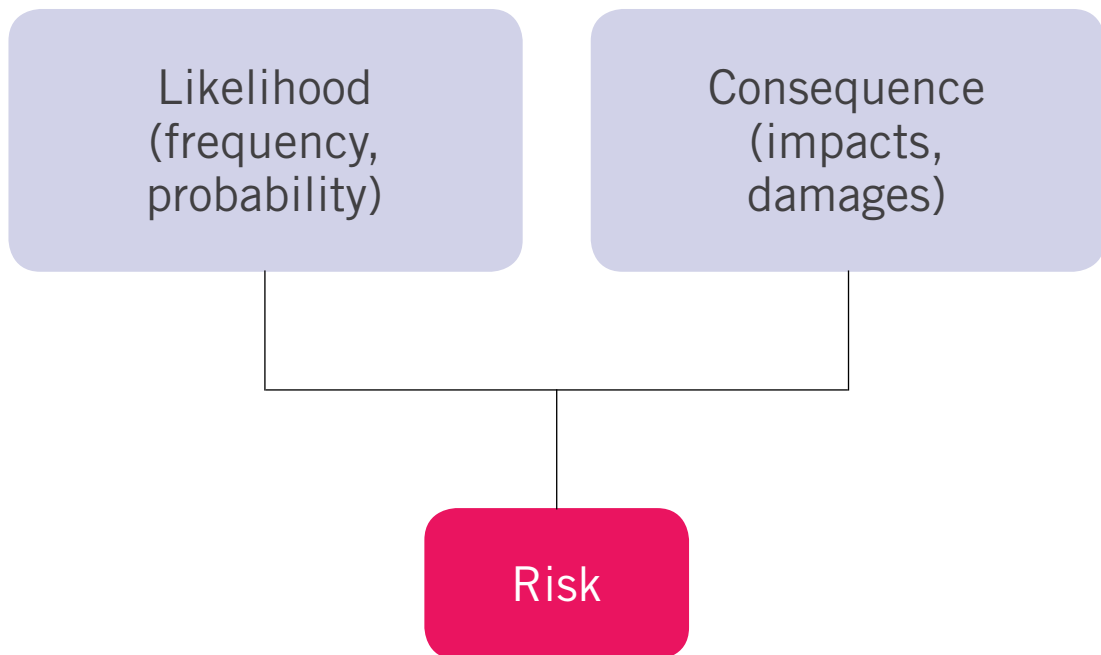 Likelihood
(frequency,
probability)
Consequence
(impacts,
damages)
Risk